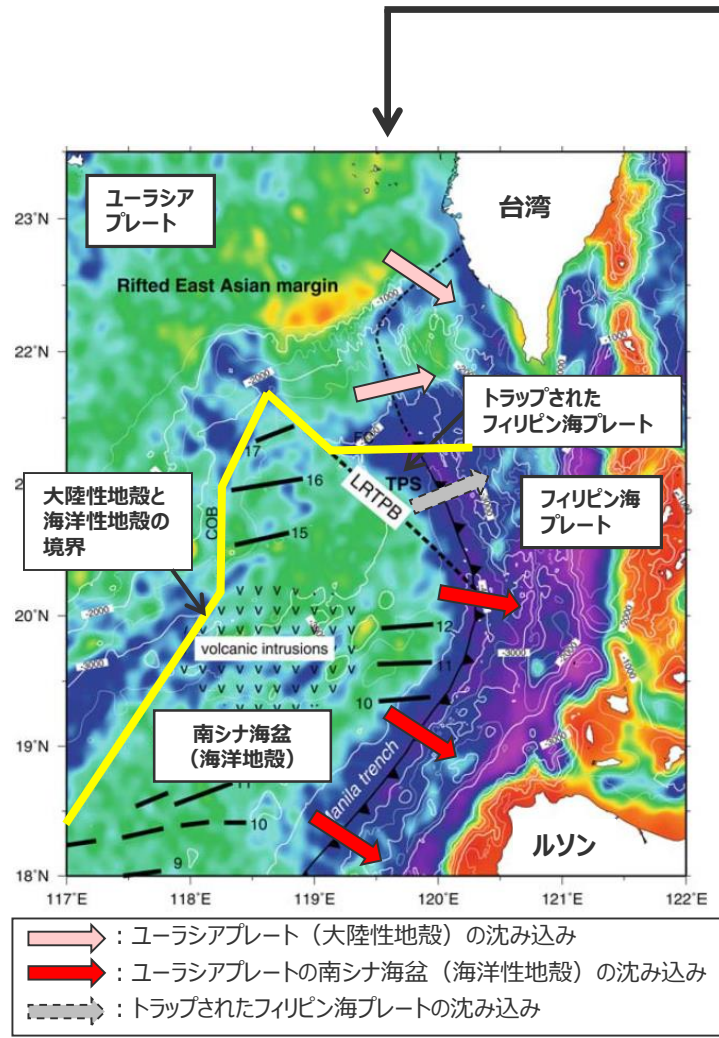 ユーラシア
プレート
台湾
23°N
Rifted East Asian margin
-1000
-1000
22°N
-2000
トラップされた
フィリピン海プレート
17
16
TPS
LRTPB
フィリピン海
プレート
大陸性地殻と
海洋性地殻の
境界
COB
15
20°N
-2000
-3000
volcanic intrusions
12
11
10
-3000
-2000
-1000
南シナ海盆
（海洋地殻）
19°N
Manila trench
10
9
ルソン
18°N
117°E
118°E
119°E
120°E
121°E
122°E
：ユーラシアプレート（大陸性地殻）の沈み込み
：ユーラシアプレートの南シナ海盆（海洋性地殻）の沈み込み
：トラップされたフィリピン海プレートの沈み込み